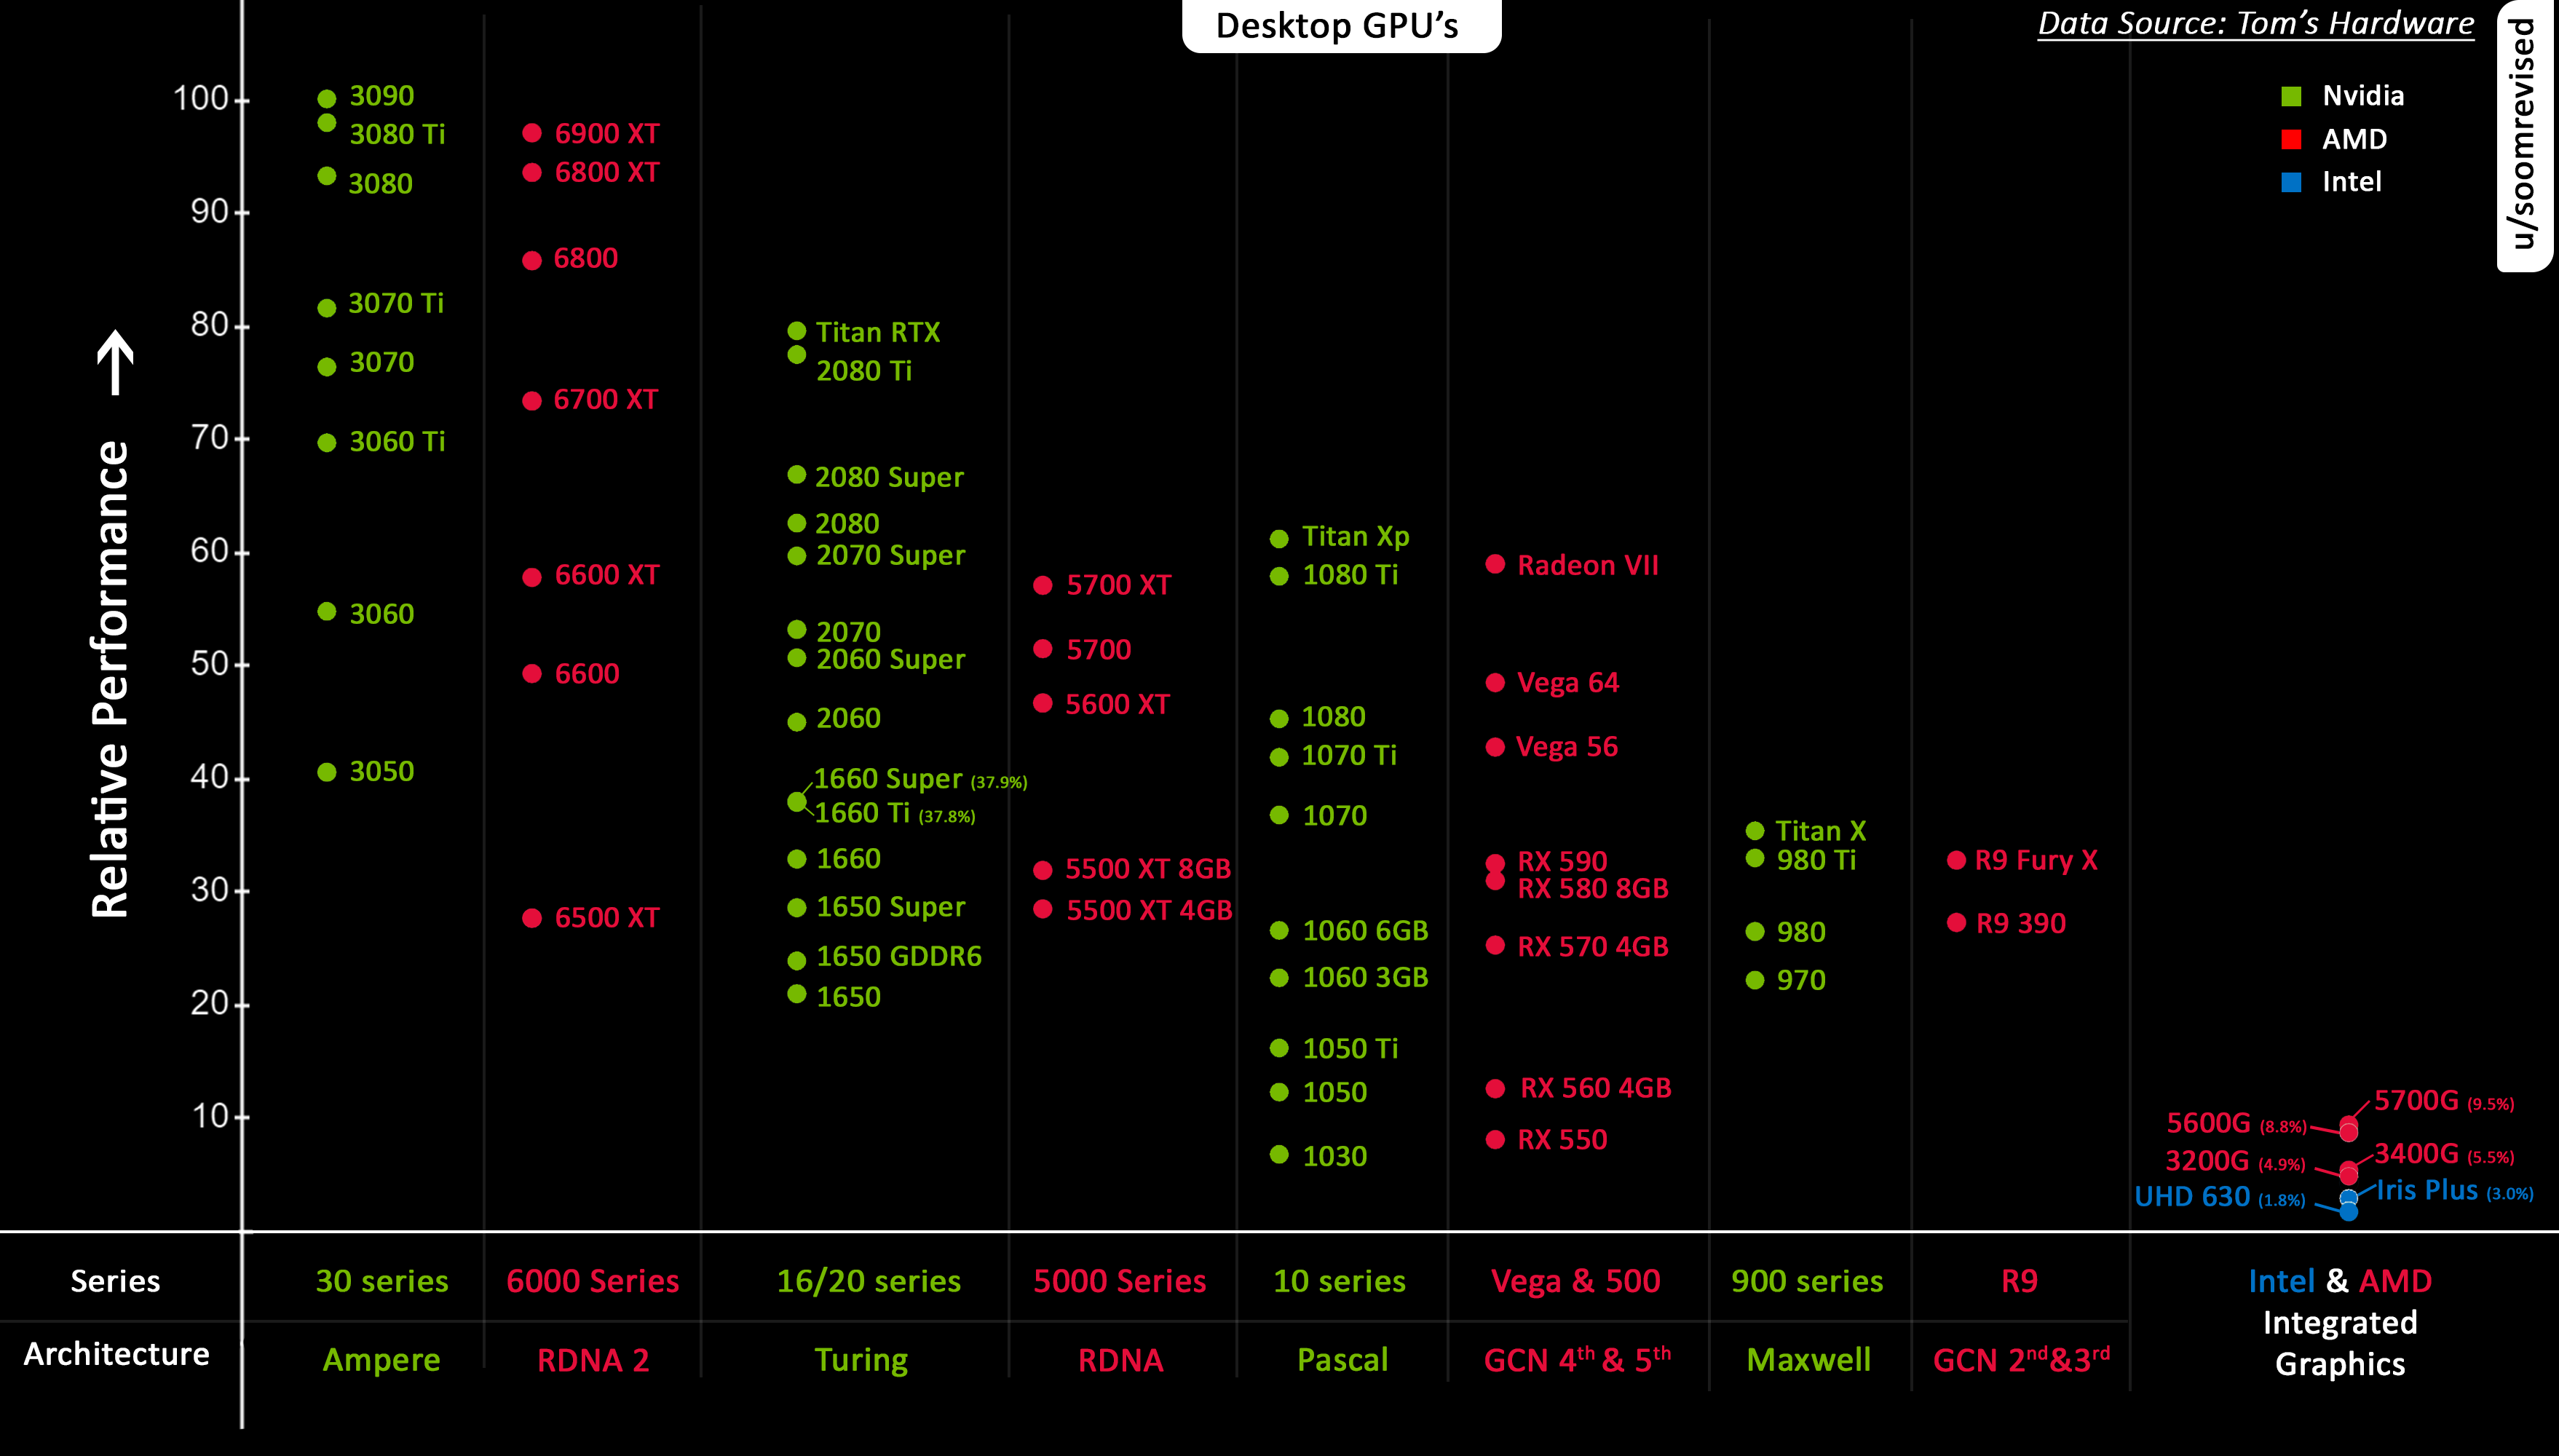 Desktop GPU’s
Data Source: Tom’s Hardware
u/soomrevised
Nvidia
AMD
Intel
Relative Performance
100
90
80
70
60
50
40
30
20
10
3090
3080 Ti
3080
3070 Ti
3070
3060 Ti
3060
3050
6900 XT
6800 XT
6800
6700 XT
6600 XT
6600
6500 XT
Titan RTX
2080 Ti
2080 Super
2080
2070 Super
2070
2060 Super
2060
1660 Super (37.9%)
1660 Ti (37.8%)
1660
1650 Super
1650 GDDR6
1650
5700 XT
5700
5600 XT
5500 XT 8GB
5500 XT 4GB
Titan Xp
1080 Ti
1080
1070 Ti
1070
1060 6GB
1060 3GB
1050 Ti
1050
1030
Radeon VII
Vega 64
Vega 56
RX 590
RX 580 8GB
RX 570 4GB
RX 560 4GB
RX 550
Titan X
980 Ti
980
970
R9 Fury X
R9 390
5700G (9.5%)
5600G (8.8%)
3400G (5.5%)
3200G (4.9%)
Iris Plus (3.0%)
UHD 630 (1.8%)
Series
30 series
6000 Series
16/20 series
5000 Series
10 series
Vega & 500
900 series
R9
Intel & AMD
Integrated
Graphics
Architecture
Ampere
RDNA 2
Turing
RDNA
Pascal
GCN 4th & 5th
Maxwell
GCN 2nd&3rd